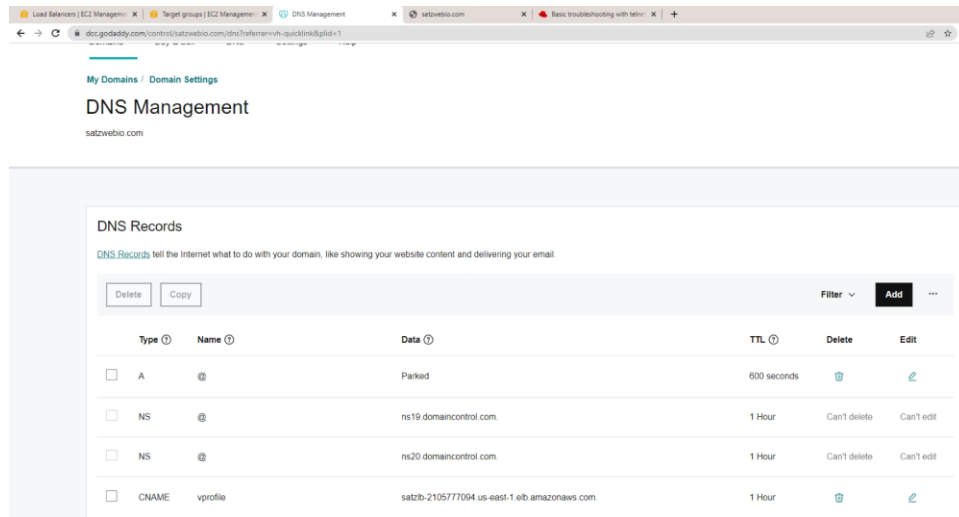 Load Balancers | EC2 Managemen
Target groups | EC2 Managemen
DNS Management
satzwebio.com
Basic troubleshooting with telnet
dcc.godaddy.com/control/satzwebio.com/dns?referrer=vh-quicklink&plid=1
My Domains / Domain Settings
DNS Management
satzwebio.com
DNS Records
DNS Records tell the Internet what to do with your domain, like showing your website content and delivering your email.
Delete Copy Filter Add ...
Type Name Data TTL Delete Edit
A @ Parked 600 seconds
NS @ ns19.domaincontrol.com. 1 Hour Can't delete Can't edit
NS @ ns20.domaincontrol.com. 1 Hour Can't delete Can't edit
CNAME vprofile satzlb-2105777094.us-east-1.elb.amazonaws.com. 1 Hour